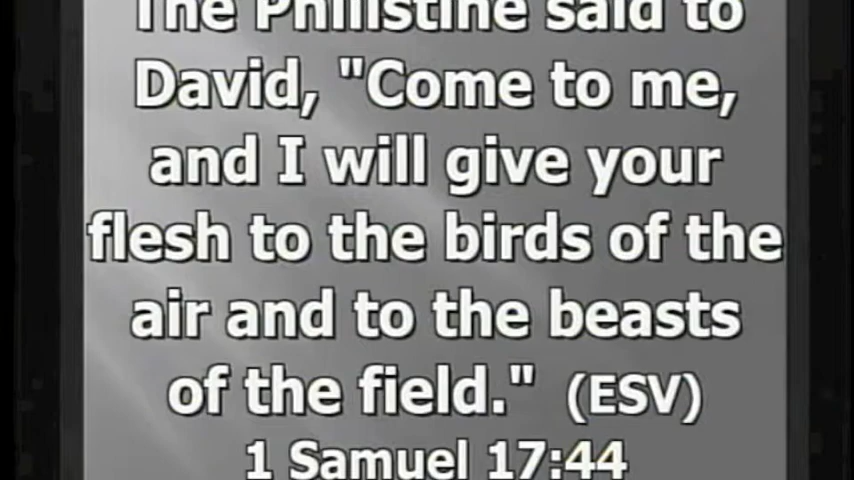 The Philistine said to
David, "Come to me,
and I will give your
flesh to the birds of the
air and to the beasts
of the field." (ESV)
1 Samuel 17:44